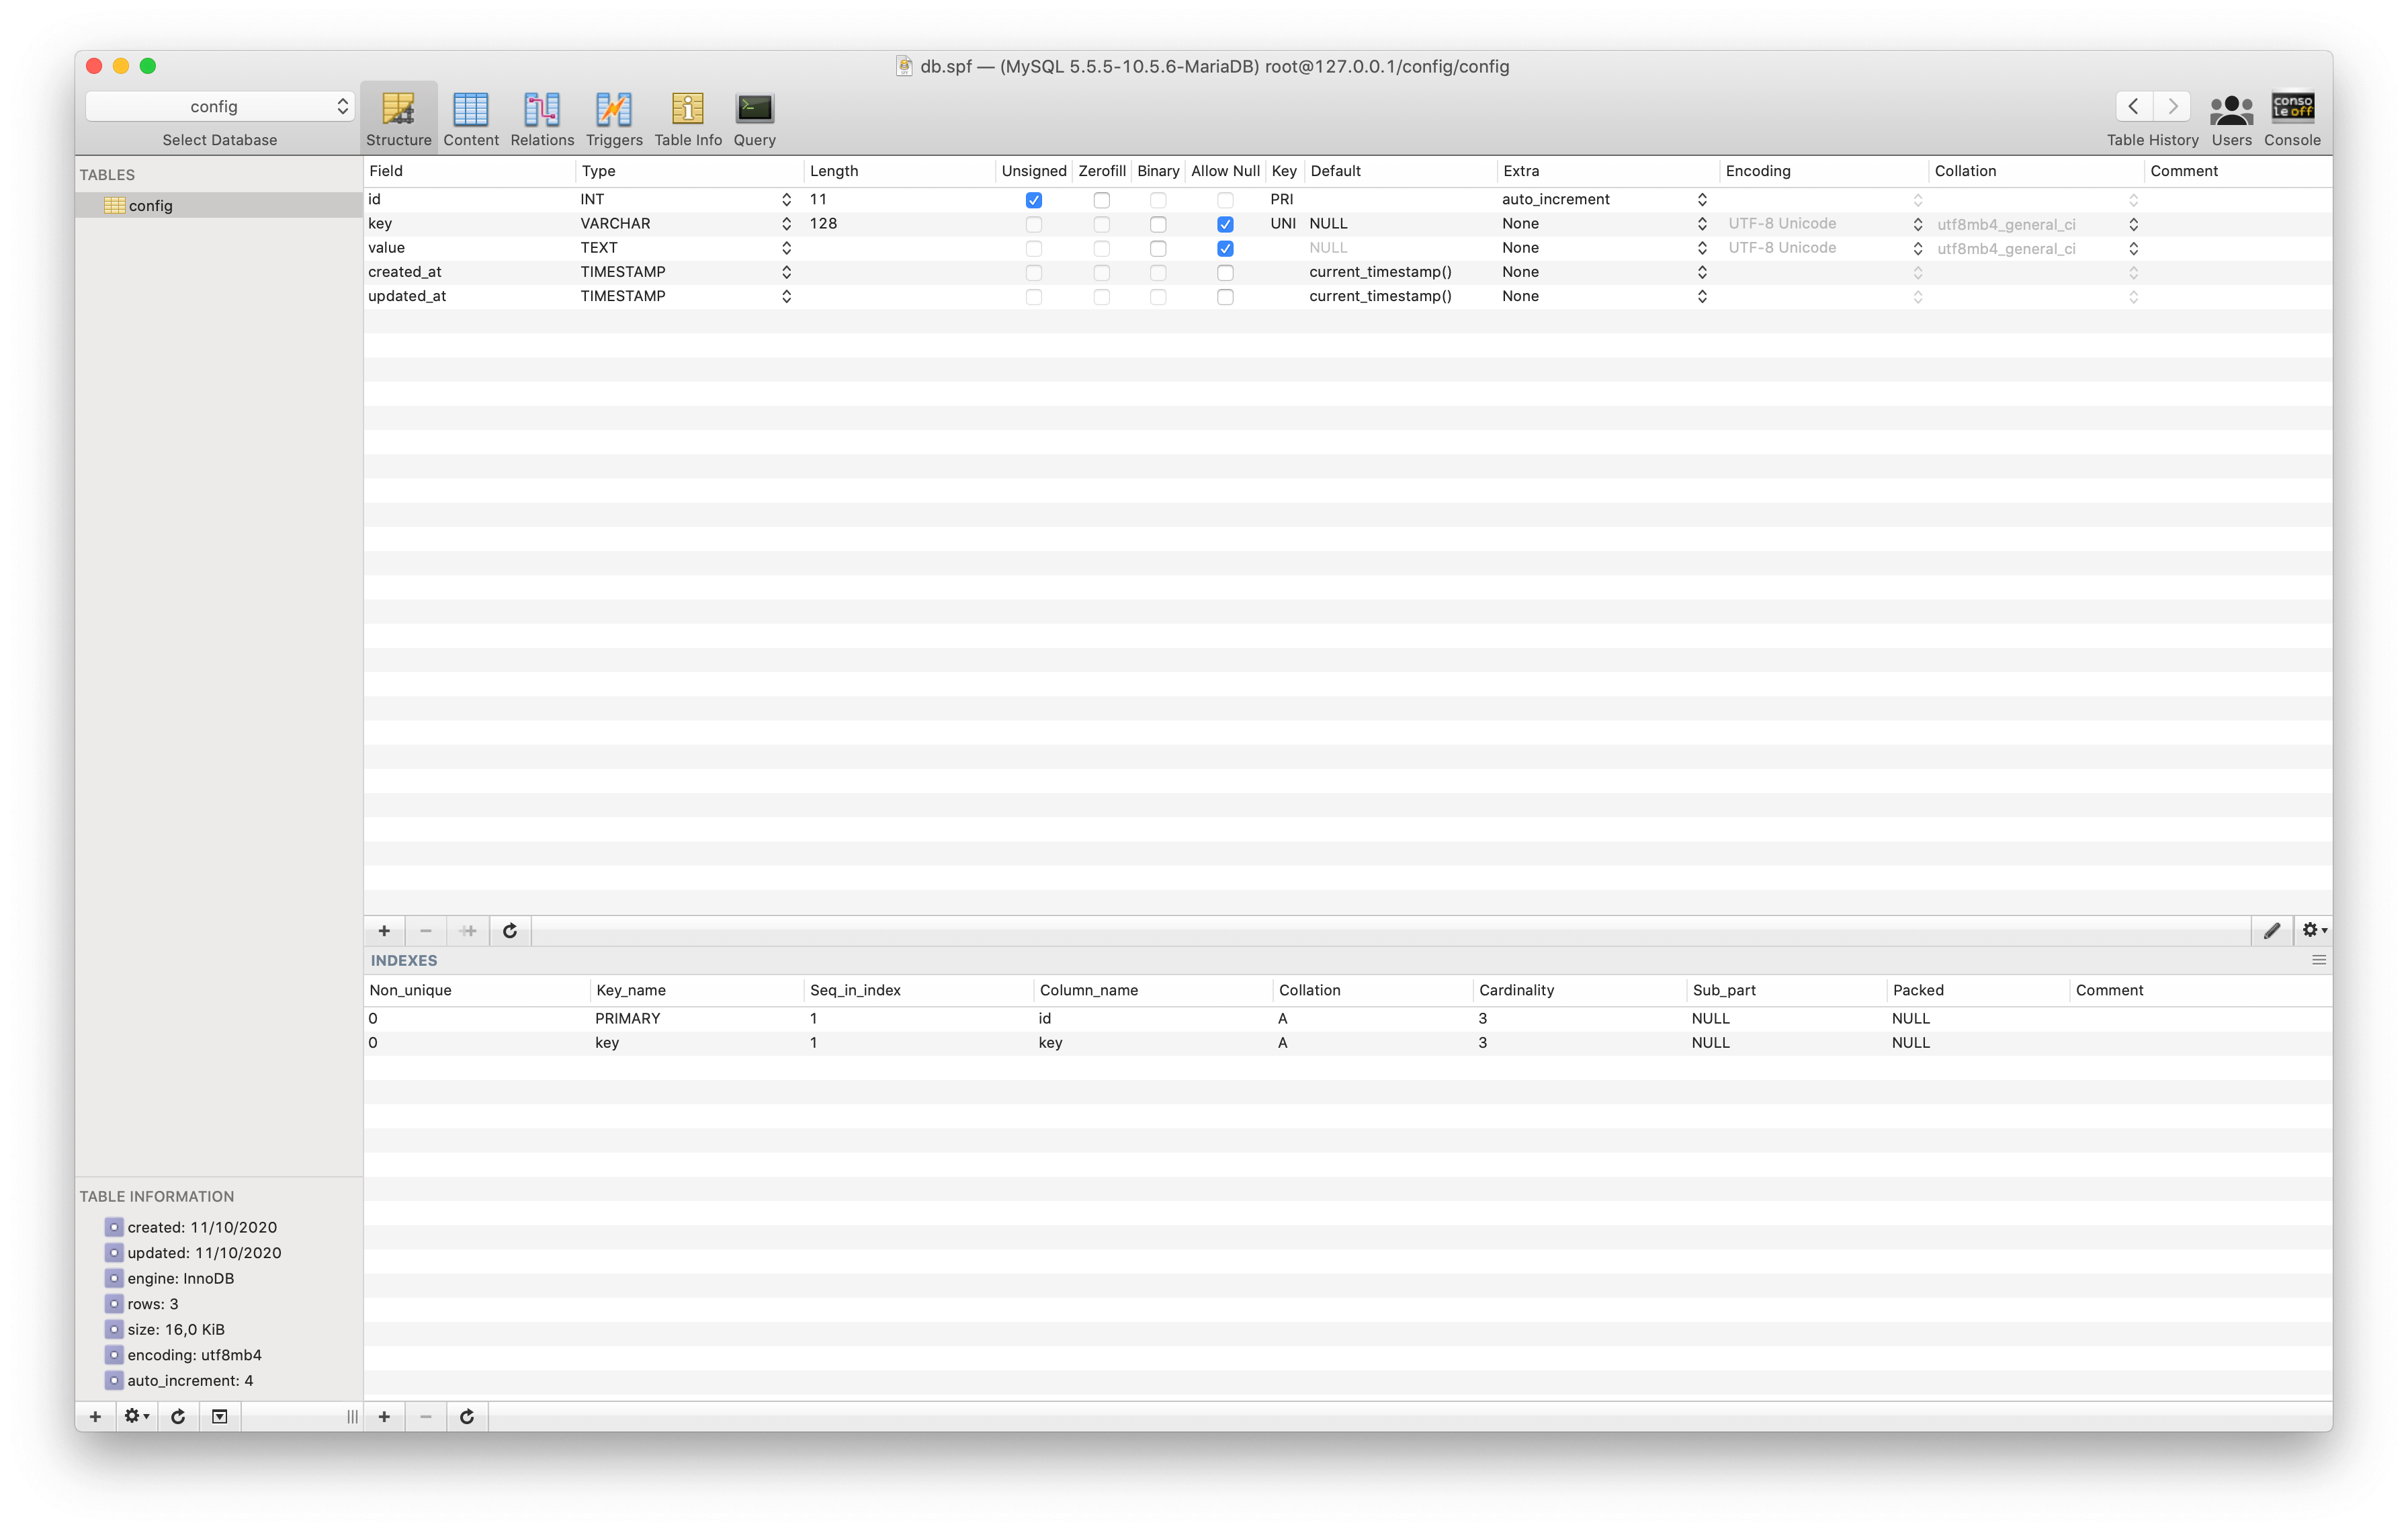 db.spf — (MySQL 5.5.5-10.5.6-MariaDB) root@127.0.0.1/config/config
config
Select Database
Structure Content Relations Triggers Table Info Query
Table History Users Console
conso
le off
TABLES
config
Field Type Length Unsigned Zerofill Binary Allow Null Key Default Extra Encoding Collation Comment
id INT 11 PRI auto_increment
key VARCHAR 128 UNI NULL None UTF-8 Unicode utf8mb4_general_ci
value TEXT NULL None UTF-8 Unicode utf8mb4_general_ci
created_at TIMESTAMP current_timestamp() None
updated_at TIMESTAMP current_timestamp() None
INDEXES
Non_unique Key_name Seq_in_index Column_name Collation Cardinality Sub_part Packed Comment
0 PRIMARY 1 id A 3 NULL NULL
0 key 1 key A 3 NULL NULL
TABLE INFORMATION
created: 11/10/2020
updated: 11/10/2020
engine: InnoDB
rows: 3
size: 16,0 KiB
encoding: utf8mb4
auto_increment: 4